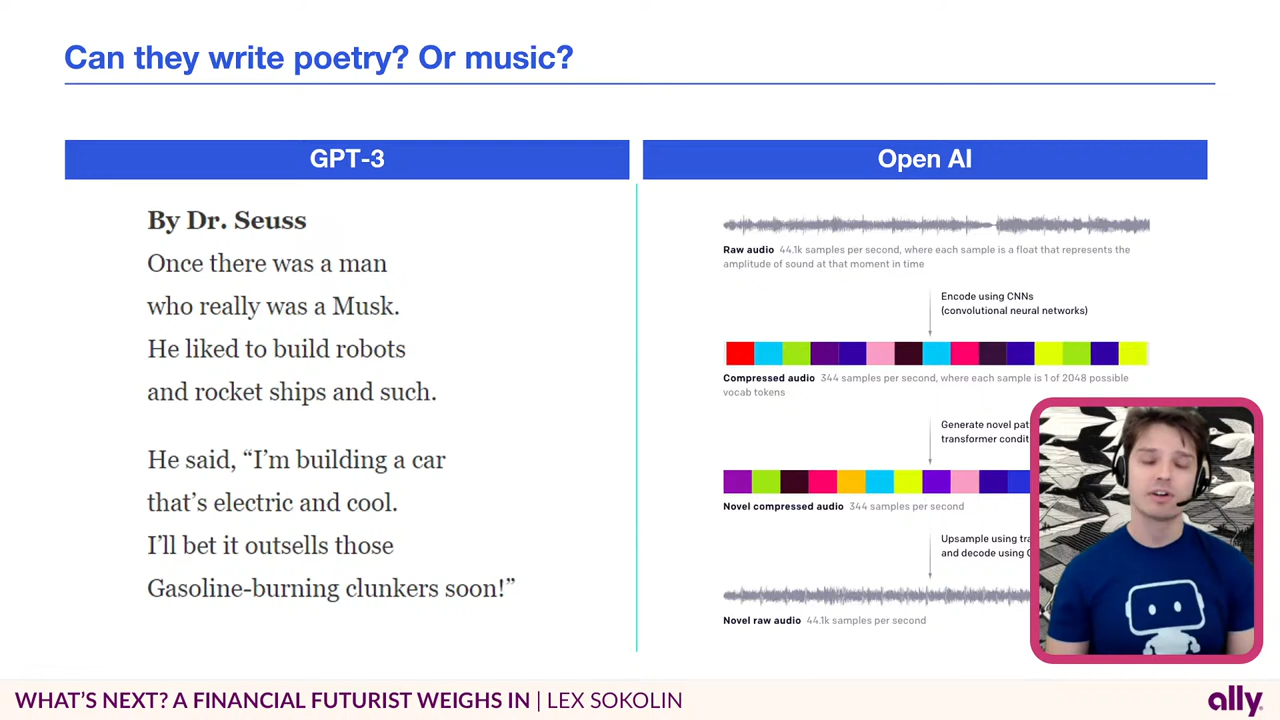 Can they write poetry? Or music?
GPT-3
By Dr. Seuss
Once there was a man
who really was a Musk.
He liked to build robots
and rocket ships and such.
He said, “I’m building a car
that’s electric and cool.
I’ll bet it outsells those
Gasoline-burning clunkers soon!”
Open AI
Raw audio 44.1k samples per second, where each sample is a float that represents the
amplitude of sound at that moment in time
Encode using CNNs
(convolutional neural networks)
Compressed audio 344 samples per second, where each sample is 1 of 2048 possible
vocab tokens
Generate novel
transformer
Novel compressed audio 344 samples per second
Upsample using
and decode using
Novel raw audio 44.1k samples per second
WHAT’S NEXT? A FINANCIAL FUTURIST WEIGHS IN | LEX SOKOLIN
ally